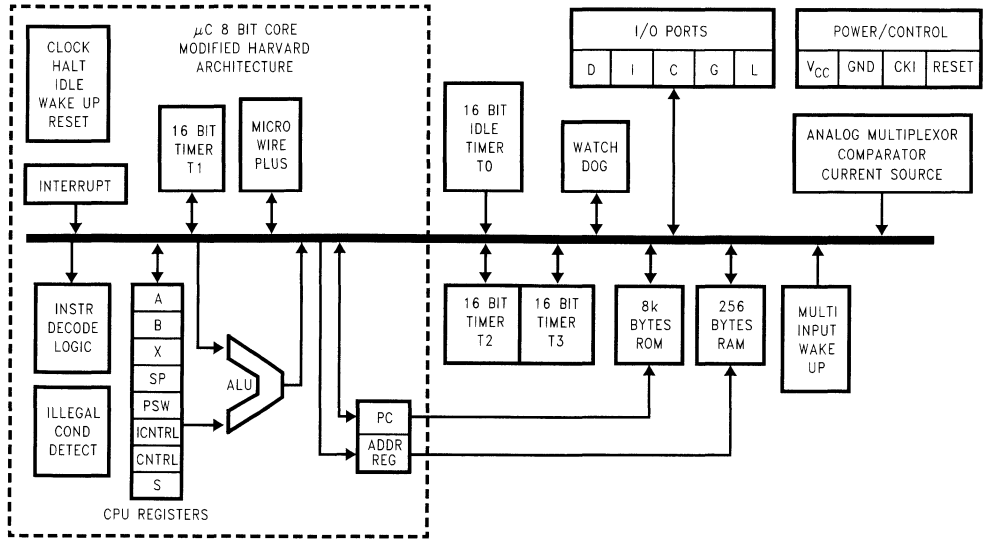 μC 8 BIT CORE
MODIFIED HARVARD
ARCHITECTURE
CLOCK
HALT
IDLE
WAKE UP
RESET
INTERRUPT
16 BIT
TIMER
T1
MICRO
WIRE
PLUS
16 BIT
IDLE
TIMER
T0
WATCH
DOG
I/O PORTS
D I C G L
POWER/CONTROL
VCC GND CKI RESET
ANALOG MULTIPLEXOR
COMPARATOR
CURRENT SOURCE
INSTR
DECODE
LOGIC
ILLEGAL
COND
DETECT
A
B
X
SP
PSW
ICNTRL
CNTRL
S
CPU REGISTERS
ALU
PC
ADDR
REG
16 BIT
TIMER
T2
16 BIT
TIMER
T3
8k
BYTES
ROM
256
BYTES
RAM
MULTI
INPUT
WAKE
UP